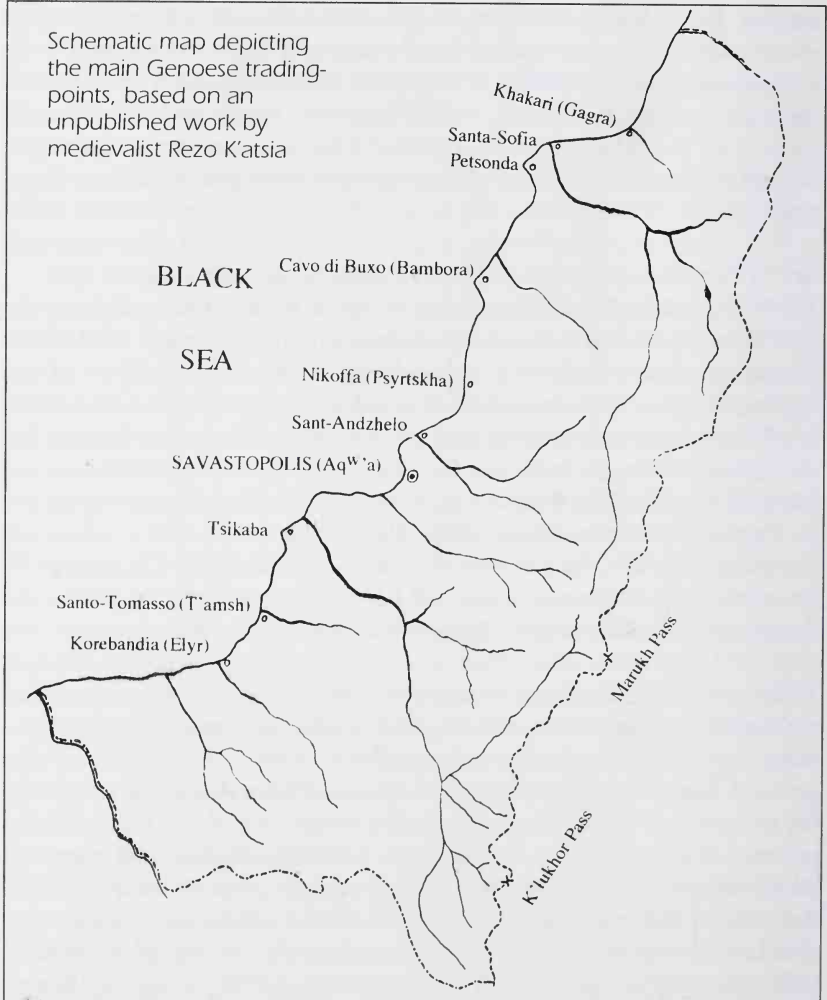 Schematic map depicting
the main Genoese trading-
points, based on an
unpublished work by
medievalist Rezo K'atsia
Khakari (Gagra)
Santa-Sofia
Petsonda
BLACK
Cavo di Buxo (Bambora)
SEA
Nikoffa (Psyrtskha)
Sant-Andzhelo
SAVASTOPOLIS (Aqʷ'a)
Tsikaba
Santo-Tomasso (T'amsh)
Korebandia (Elyr)
Marukh Pass
K'lukhor Pass